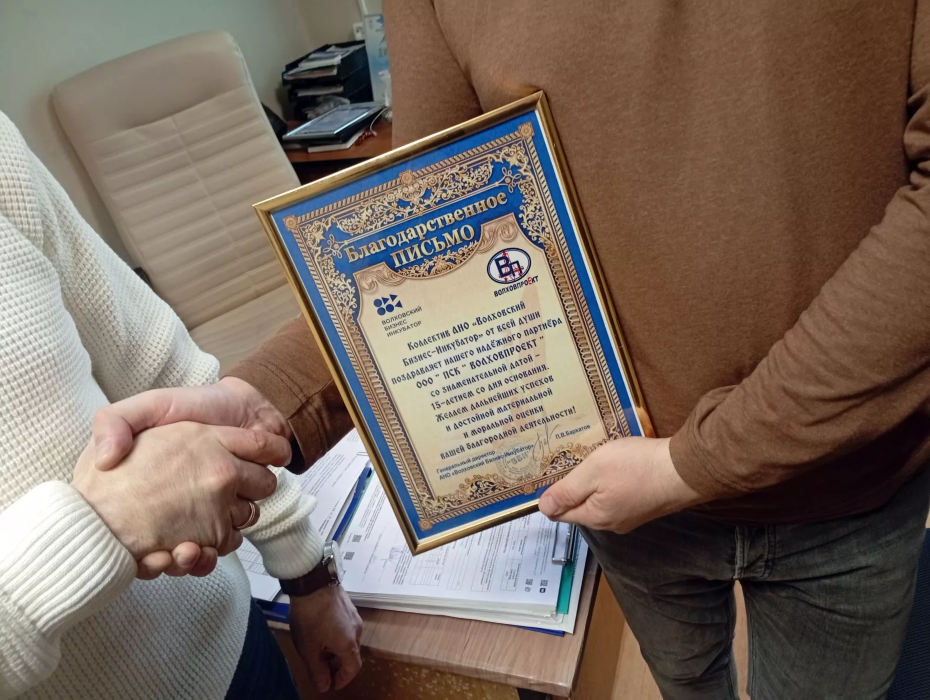 Благодарственное
ПИСЬМО
ВОЛХОВСКИЙ
БИЗНЕС
ИНКУБАТОР
ВП
ВОЛХОВПРОЕКТ
Коллектив АНО «Волховский
Бизнес-Инкубатор» от всей души
поздравляет нашего надёжного партнёра
ООО " ПСК " ВОЛХОВПРОЕКТ "
со знаменательной датой –
15-летием со дня основания.
Желаем дальнейших успехов
и достойной материальной
и моральной оценки
вашей благородной деятельности!
Генеральный директор
АНО «Волховский Бизнес-Инкубатор»
П.В.Баркатов